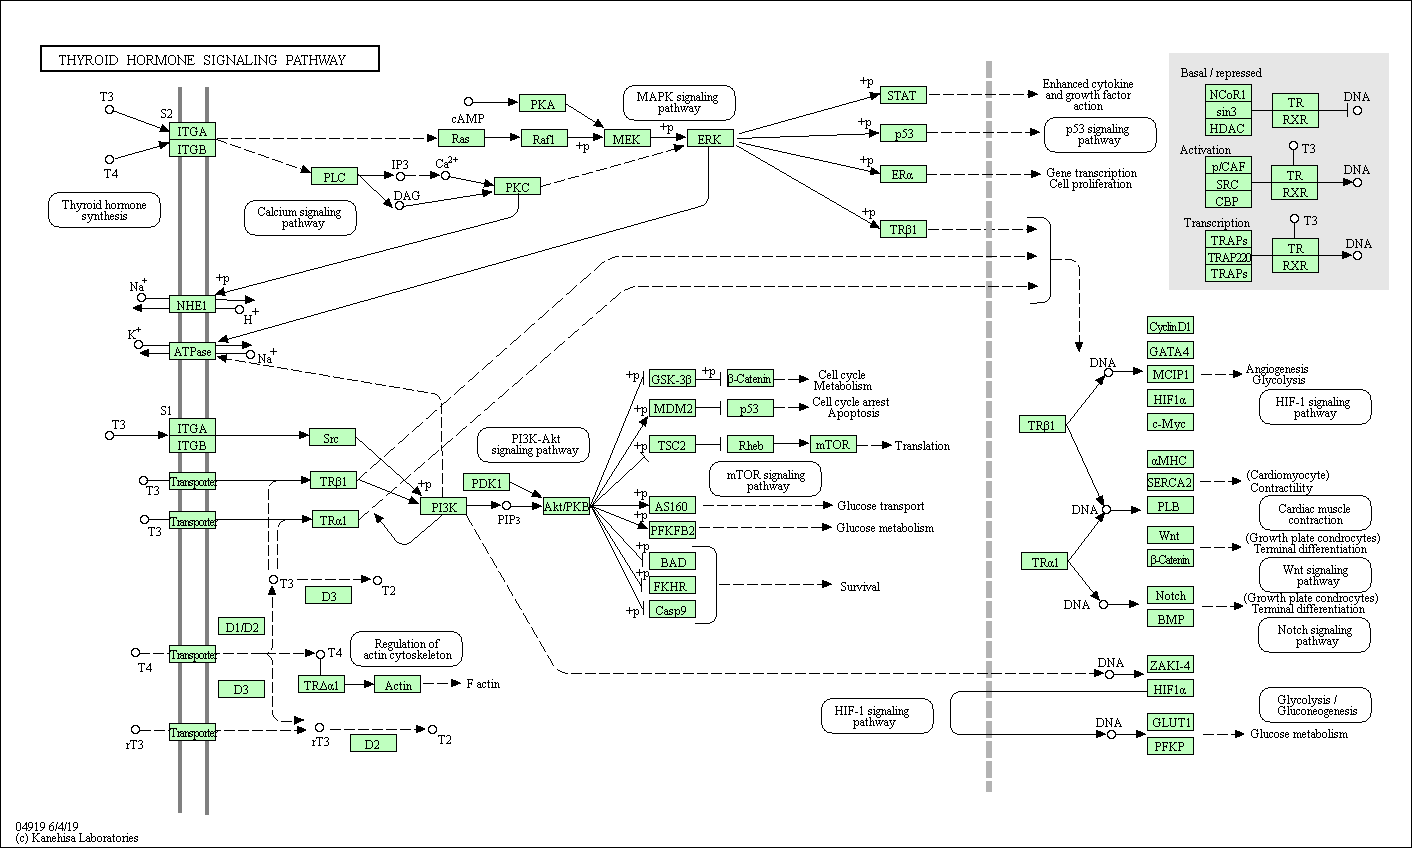 THYROID HORMONE SIGNALING PATHWAY
T3
S2
ITGA
ITGB
T4
Thyroid hormone
synthesis
PLC
IP3
Ca2+
DAG
Calcium signaling
pathway
cAMP
PKA
Ras
Raf1
+p
MEK
+p
ERK
PKC
MAPK signaling
pathway
+p
STAT
Enhanced cytokine
and growth factor
action
+p
p53
p53 signaling
pathway
+p
ERα
Gene transcription
Cell proliferation
+p
TRβ1
Basal / repressed
NCoR1
sin3
HDAC
TR
RXR
DNA
Activation
p/CAF
SRC
CBP
T3
TR
RXR
DNA
Transcription
TRAPs
TRAP220
TRAPs
T3
TR
RXR
DNA
Na+
+p
NHE1
H+
K+
ATPase
Na+
S1
T3
ITGA
ITGB
Src
Transporter
T3
TRβ1
Transporter
T3
TRα1
+p
PI3K
PI3K-Akt
signaling pathway
PDK1
PIP3
Akt/PKB
+p
GSK-3β
+p
β-Catenin
Cell cycle
Metabolism
+p
MDM2
p53
Cell cycle arrest
Apoptosis
+p
TSC2
Rheb
mTOR
Translation
mTOR signaling
pathway
+p
AS160
Glucose transport
+p
PFKFB2
Glucose metabolism
+p
BAD
+p
FKHR
+p
Casp9
Survival
T3
T2
D3
D1/D2
T4
Transporter
T4
Regulation of
actin cytoskeleton
D3
TRΔα1
Actin
F actin
rT3
Transporter
rT3
T2
D2
DNA
TRβ1
DNA
TRα1
DNA
CyclinD1
GATA4
MCIP1
HIF1α
c-Myc
Angiogenesis
Glycolysis
HIF-1 signaling
pathway
αMHC
SERCA2
PLB
(Cardiomyocyte)
Contractility
Cardiac muscle
contraction
Wnt
β-Catenin
(Growth plate condrocytes)
Terminal differentiation
Wnt signaling
pathway
Notch
BMP
(Growth plate condrocytes)
Terminal differentiation
Notch signaling
pathway
DNA
ZAKI-4
HIF1α
HIF-1 signaling
pathway
DNA
GLUT1
PFKP
Glycolysis /
Gluconeogenesis
Glucose metabolism
04919 6/4/19
(c) Kanehisa Laboratories